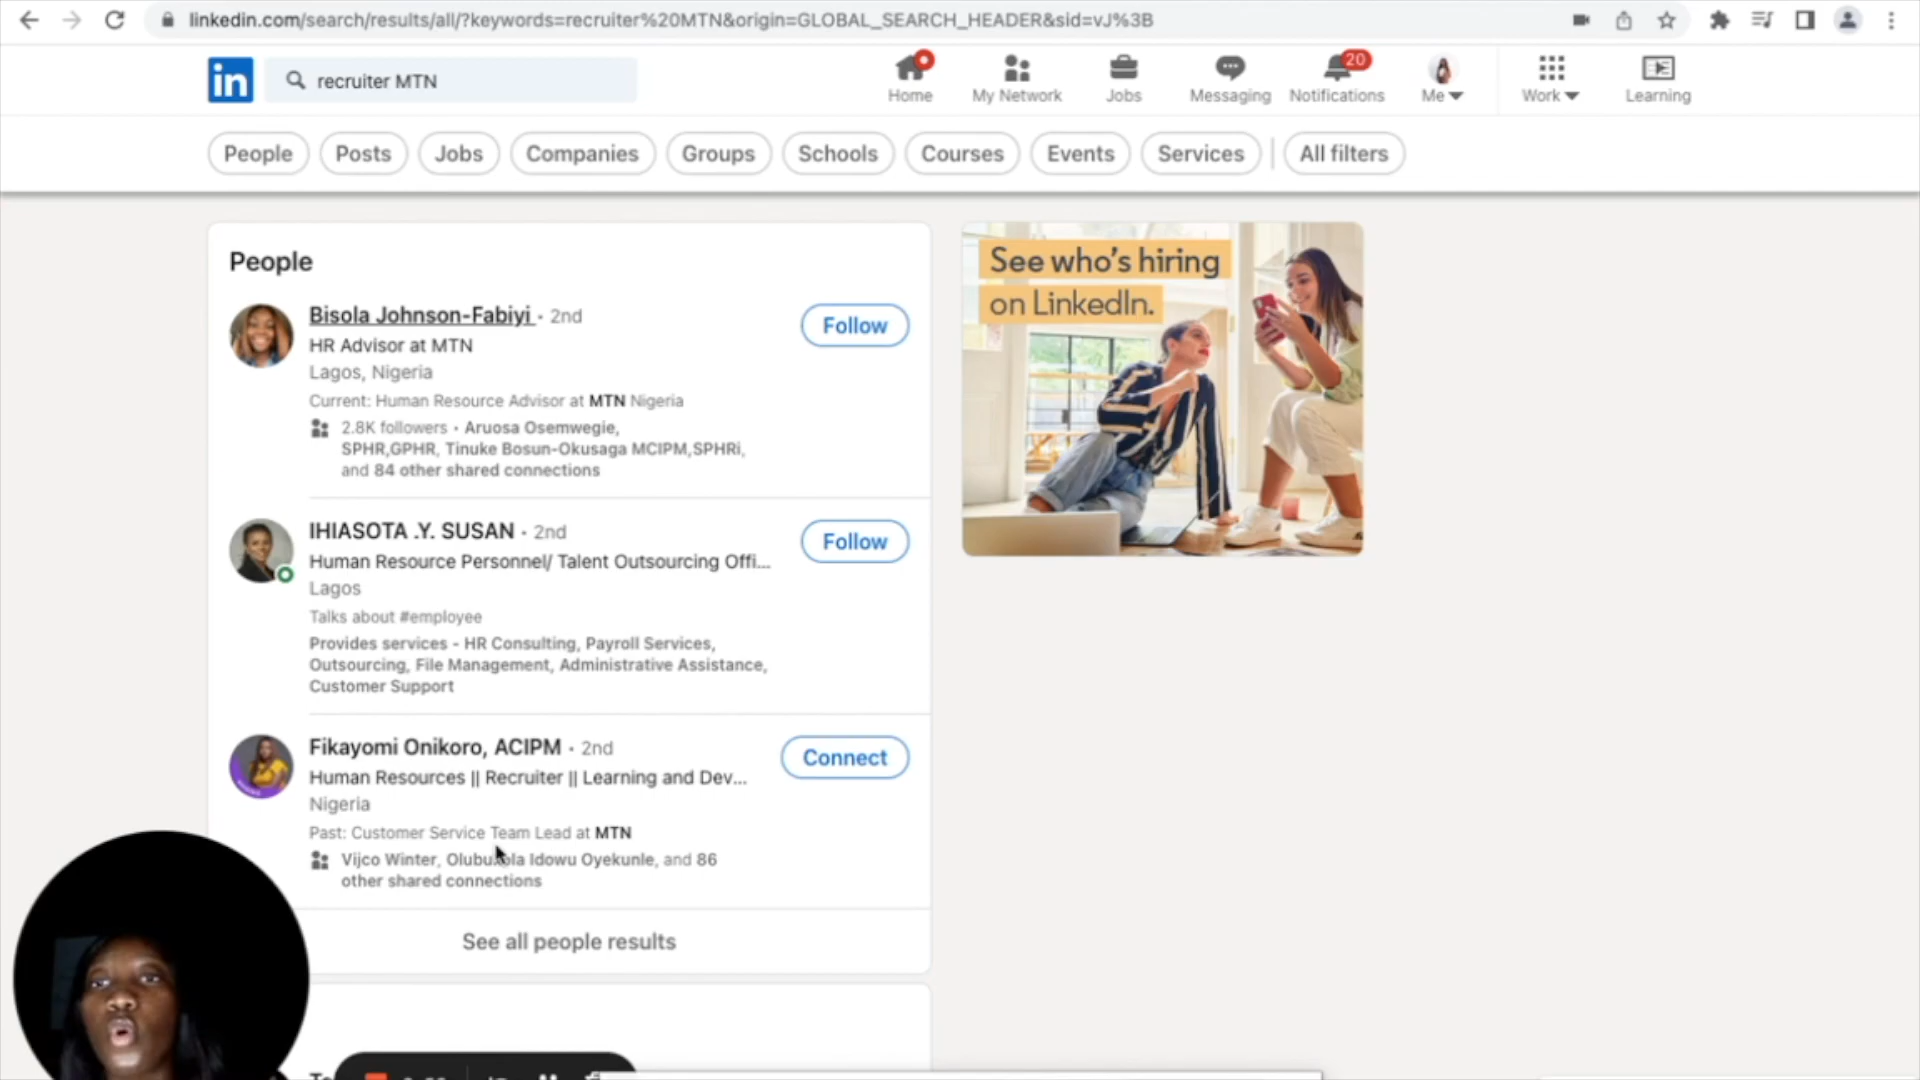 linkedin.com/search/results/all/?keywords=recruiter%20MTN&origin=GLOBAL_SEARCH_HEADER&sid=vJ%3B
in
recruiter MTN
Home
My Network
Jobs
Messaging
20
Notifications
Me
Work
Learning
People
Posts
Jobs
Companies
Groups
Schools
Courses
Events
Services
All filters
People
Bisola Johnson-Fabiyi • 2nd
Follow
HR Advisor at MTN
Lagos, Nigeria
Current: Human Resource Advisor at MTN Nigeria
2.8K followers • Aruosa Osemwegie,
SPHR,GPHR, Tinuke Bosun-Okusaga MCIPM,SPHRi,
and 84 other shared connections
IHIASOTA .Y. SUSAN • 2nd
Follow
Human Resource Personnel/ Talent Outsourcing Offi...
Lagos
Talks about #employee
Provides services - HR Consulting, Payroll Services,
Outsourcing, File Management, Administrative Assistance,
Customer Support
Fikayomi Onikoro, ACIPM • 2nd
Connect
Human Resources || Recruiter || Learning and Dev...
Nigeria
Past: Customer Service Team Lead at MTN
Vijco Winter, Idowu Oyekunle, and 86
other shared connections
See all people results
See who's hiring
on LinkedIn.